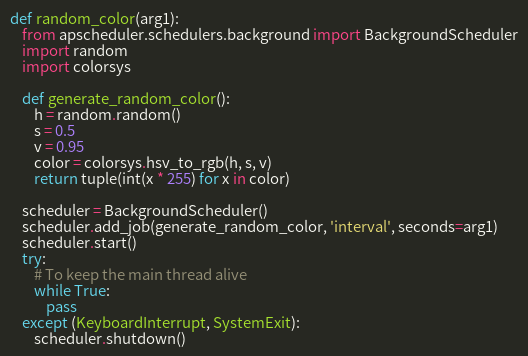 def random_color(arg1):
    from apscheduler.schedulers.background import BackgroundScheduler
    import random
    import colorsys

    def generate_random_color():
        h = random.random()
        s = 0.5
        v = 0.95
        color = colorsys.hsv_to_rgb(h, s, v)
        return tuple(int(x * 255) for x in color)

    scheduler = BackgroundScheduler()
    scheduler.add_job(generate_random_color, 'interval', seconds=arg1)
    scheduler.start()
    try:
        # To keep the main thread alive
        while True:
            pass
    except (KeyboardInterrupt, SystemExit):
        scheduler.shutdown()